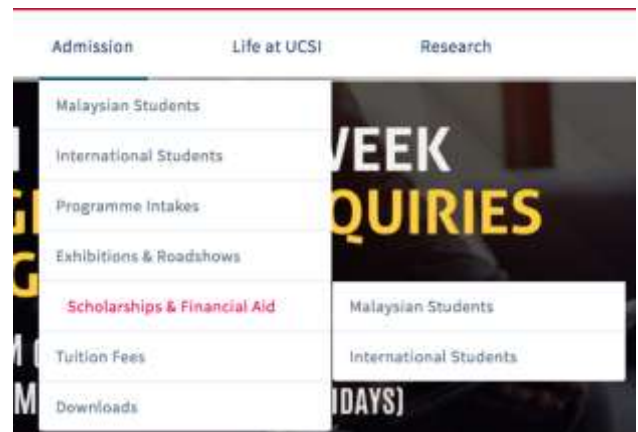 Admission Life at UCSI Research
Malaysian Students
International Students
EEK
Programme Intakes
QUIRIES
Exhibitions & Roadshows
Scholarships & Financial Aid Malaysian Students
Tuition Fees International Students
Downloads
IDAYS)